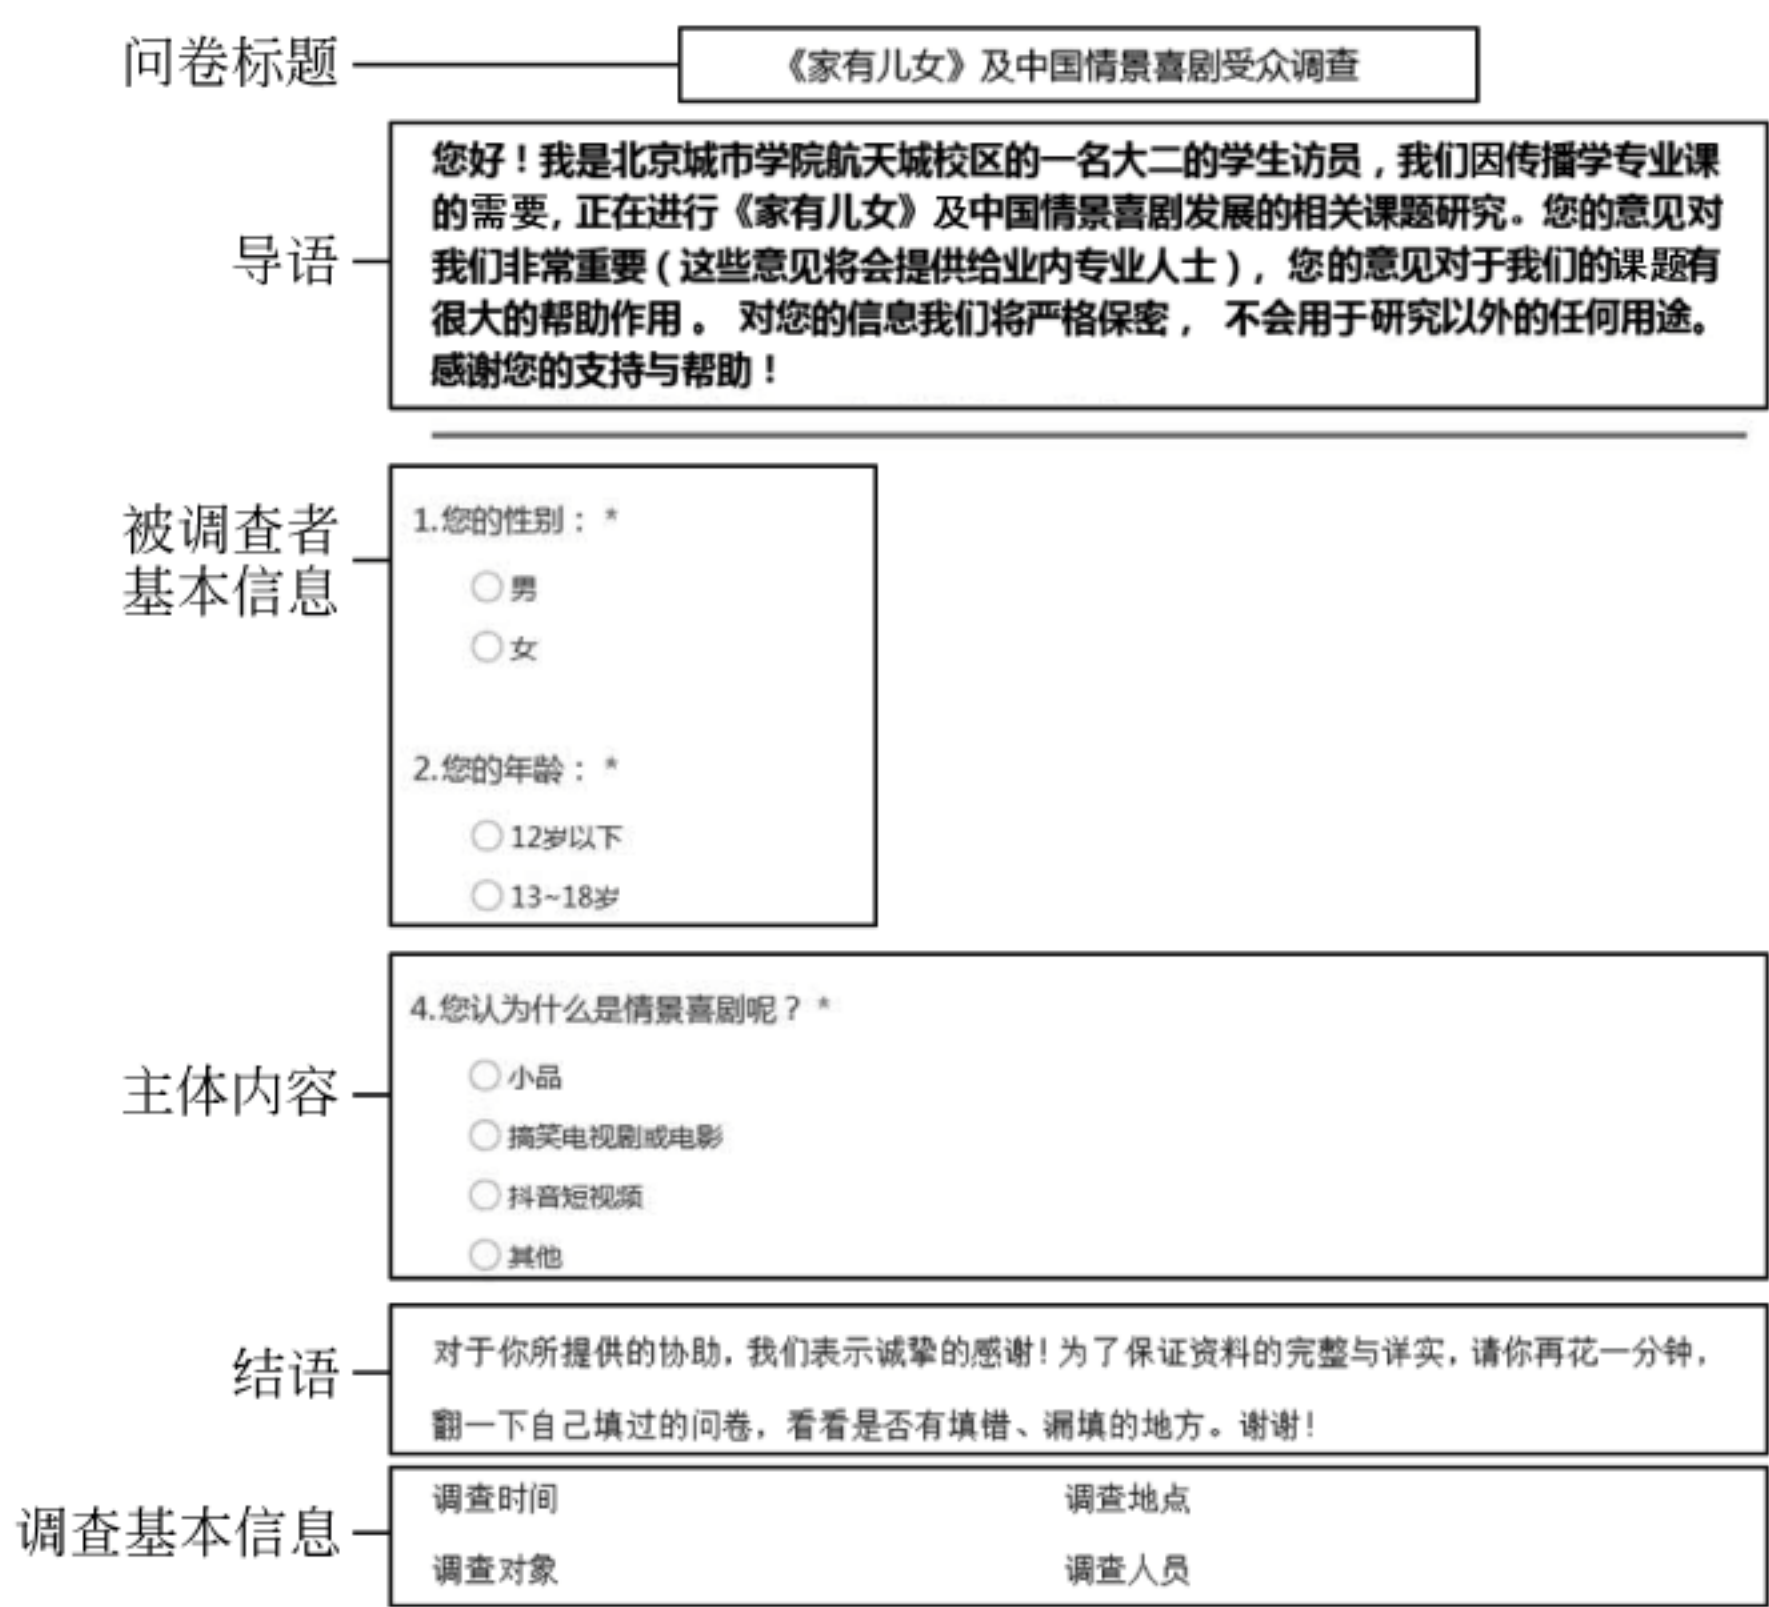 问卷标题
《家有儿女》及中国情景喜剧受众调查
导语
您好！我是北京城市学院航天城校区的一名大二的学生访员，我们因传播学专业课
的需要，正在进行《家有儿女》及中国情景喜剧发展的相关课题研究。您的意见对
我们非常重要（这些意见将会提供给业内专业人士），您的意见对于我们的课题有
很大的帮助作用。 对您的信息我们将严格保密， 不会用于研究以外的任何用途。
感谢您的支持与帮助！
被调查者
基本信息
1.您的性别： *
男
女
2.您的年龄： *
12岁以下
13~18岁
主体内容
4.您认为什么是情景喜剧呢？ *
小品
搞笑电视剧或电影
抖音短视频
其他
结语
对于你所提供的协助，我们表示诚挚的感谢！为了保证资料的完整与详实，请你再花一分钟，
翻一下自己填过的问卷，看看是否有填错、漏填的地方。谢谢！
调查基本信息
调查时间 调查地点
调查对象 调查人员